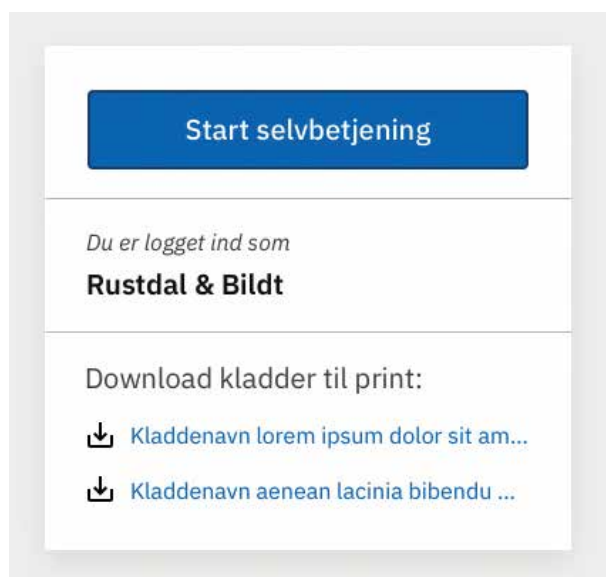 Start selvbetjening
Du er logget ind som
Rustdal & Bildt
Download kladder til print:
Kladdenavn lorem ipsum dolor sit am...
Kladdenavn aenean lacinia bibendu ...